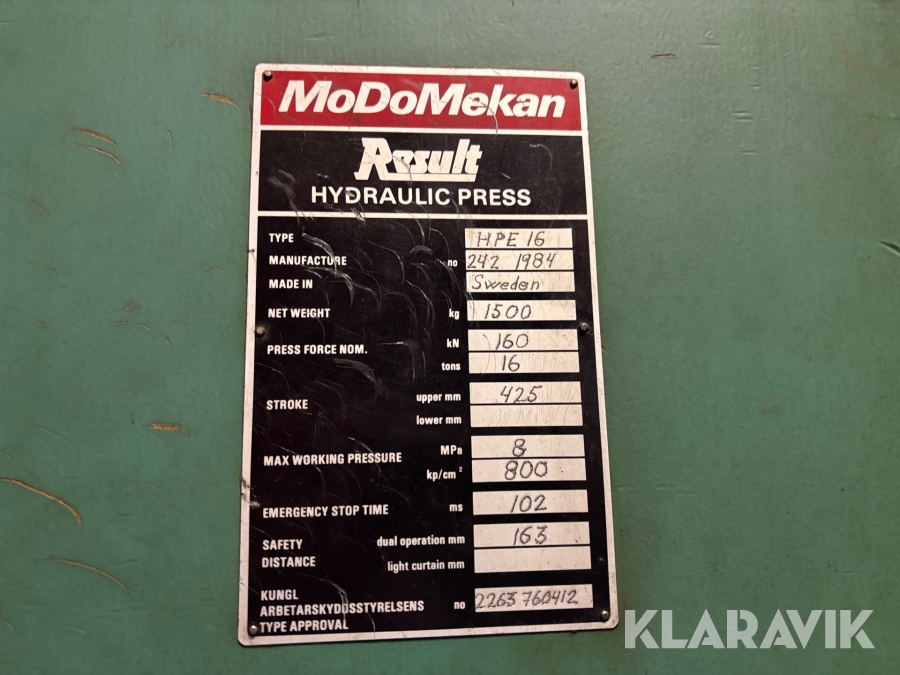 MoDoMekan
Result
HYDRAULIC PRESS
TYPE HPE 16
MANUFACTURE no 242 1984
MADE IN Sweden
NET WEIGHT kg 1500
PRESS FORCE NOM. kN 160
tons 16
STROKE upper mm 425
lower mm
MAX WORKING PRESSURE MPa 8
kp/cm² 800
EMERGENCY STOP TIME ms 102
SAFETY DISTANCE dual operation mm 163
light curtain mm
KUNGL
ARBETARSKYDDSSTYRELSENS no 2263 760412
TYPE APPROVAL
KLARAVIK